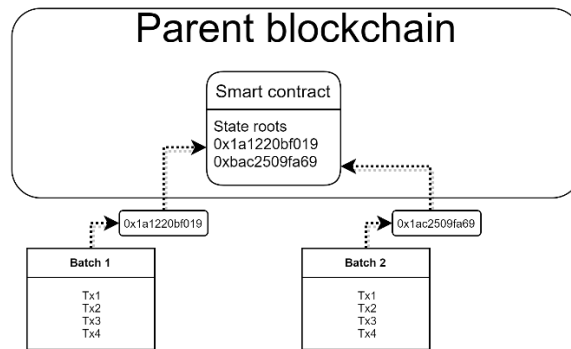 Parent blockchain
Smart contract
State roots
0x1a1220bf019
0xbac2509fa69
0x1a1220bf019
0x1ac2509fa69
Batch 1
Tx1
Tx2
Tx3
Tx4
Batch 2
Tx1
Tx2
Tx3
Tx4